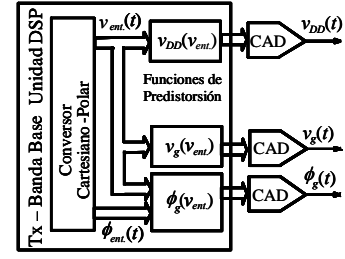 Tx – Banda Base Unidad DSP
Conversor
Cartesiano -Polar
v_ent.(t)
v_DD(v_ent.)
CAD
v_DD(t)
Funciones de
Predistorsión
v_g(v_ent.)
CAD
v_g(t)
ϕ_g(v_ent.)
CAD
ϕ_g(t)
ϕ_ent.(t)